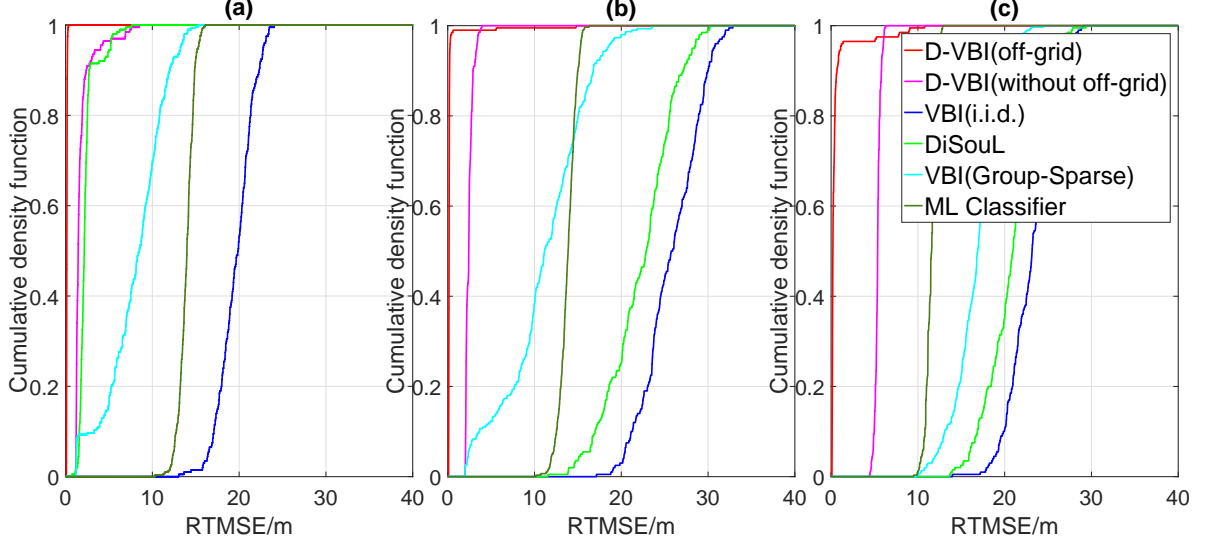 (a)
Cumulative density function
1
0.8
0.6
0.4
0.2
0
0 10 20 30 40
RTMSE/m
(b)
Cumulative density function
1
0.8
0.6
0.4
0.2
0
0 10 20 30 40
RTMSE/m
(c)
Cumulative density function
1
0.8
0.6
0.4
0.2
0
0 10 20 30 40
RTMSE/m
D-VBI(off-grid)
D-VBI(without off-grid)
VBI(i.i.d.)
DiSouL
VBI(Group-Sparse)
ML Classifier